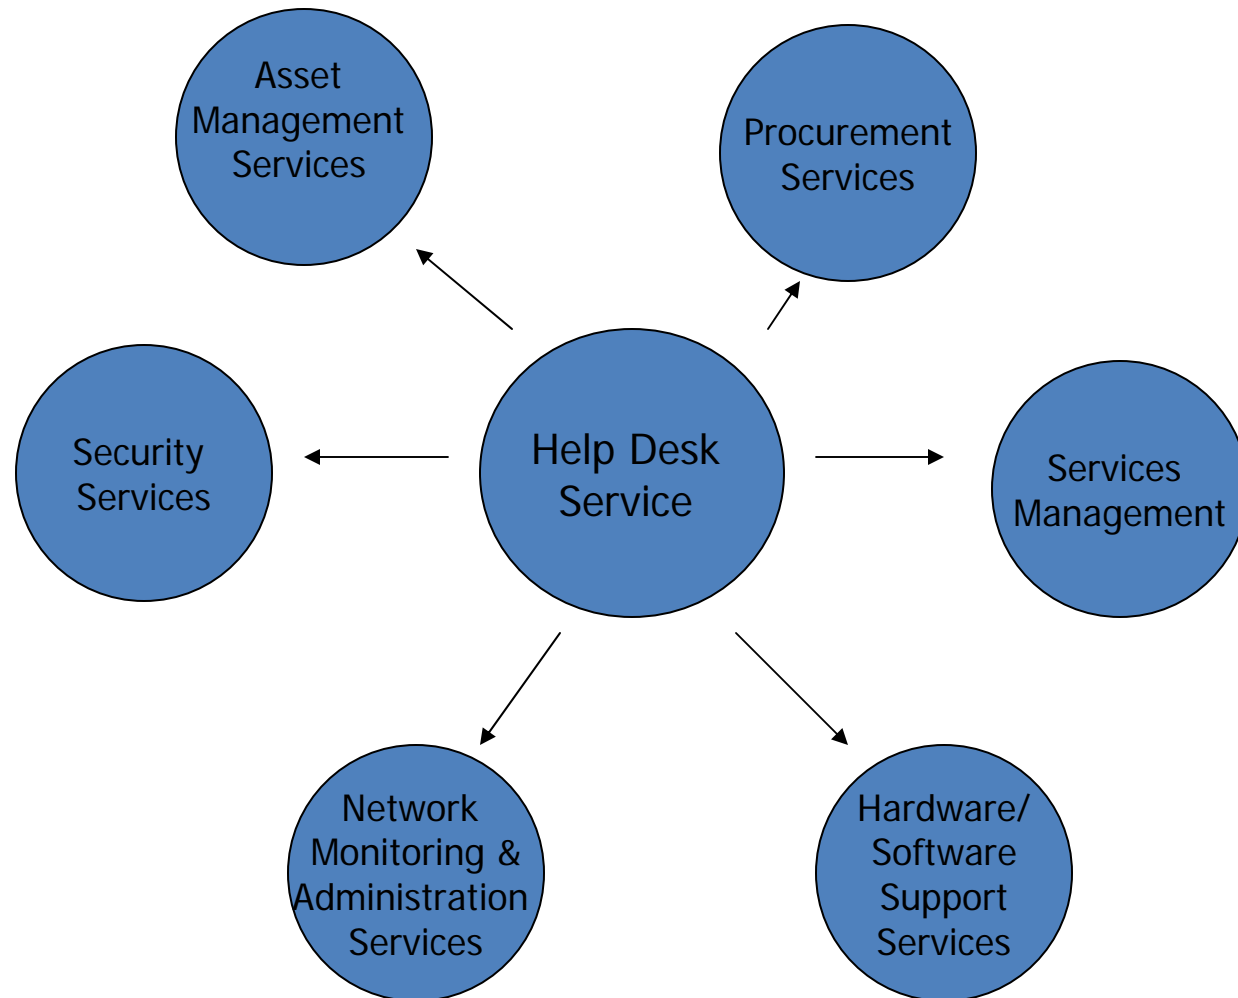 Asset
Management
Services
Procurement
Services
Security
Services
Help Desk
Service
Services
Management
Network
Monitoring &
Administration
Services
Hardware/
Software
Support
Services